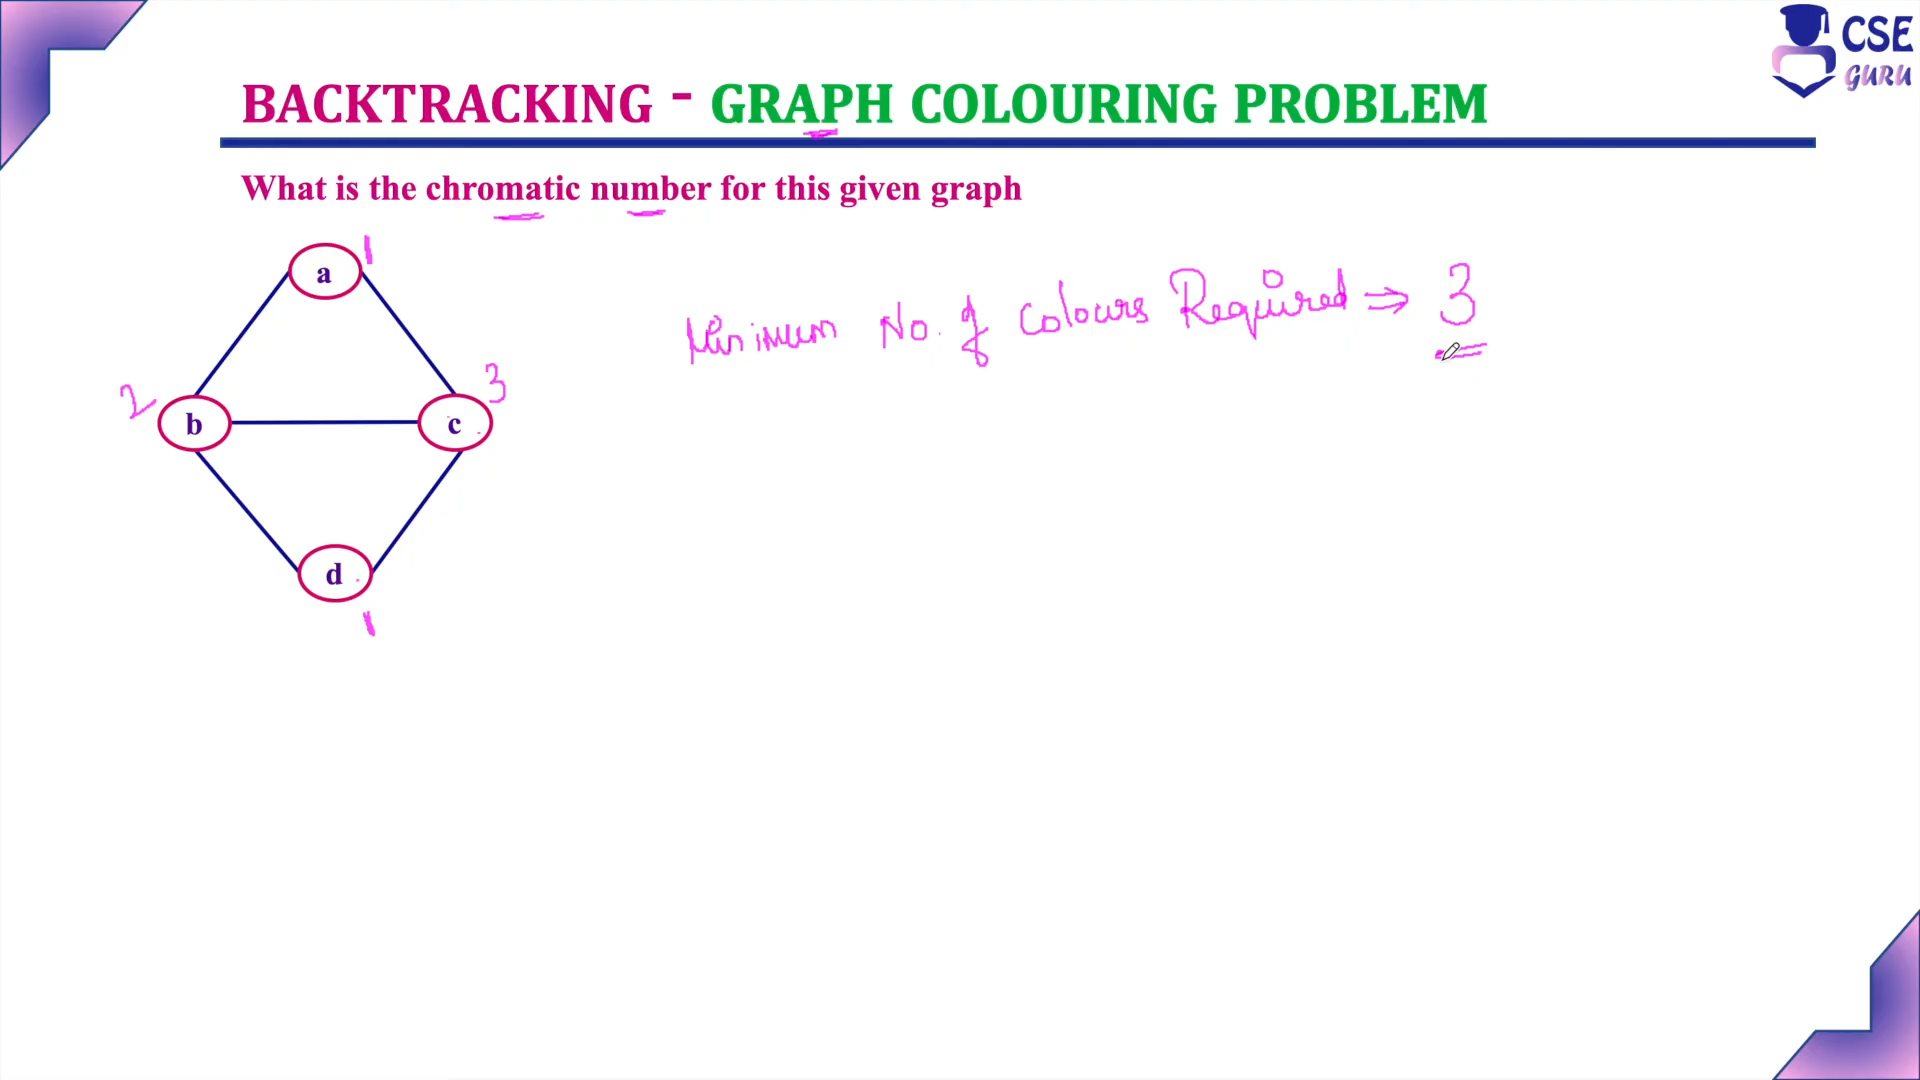 CSE
GURU
BACKTRACKING - GRAPH COLOURING PROBLEM
What is the chromatic number for this given graph
a 1
Minimum No. of Colours Required ⇒ 3
2 b
c 3
d
1